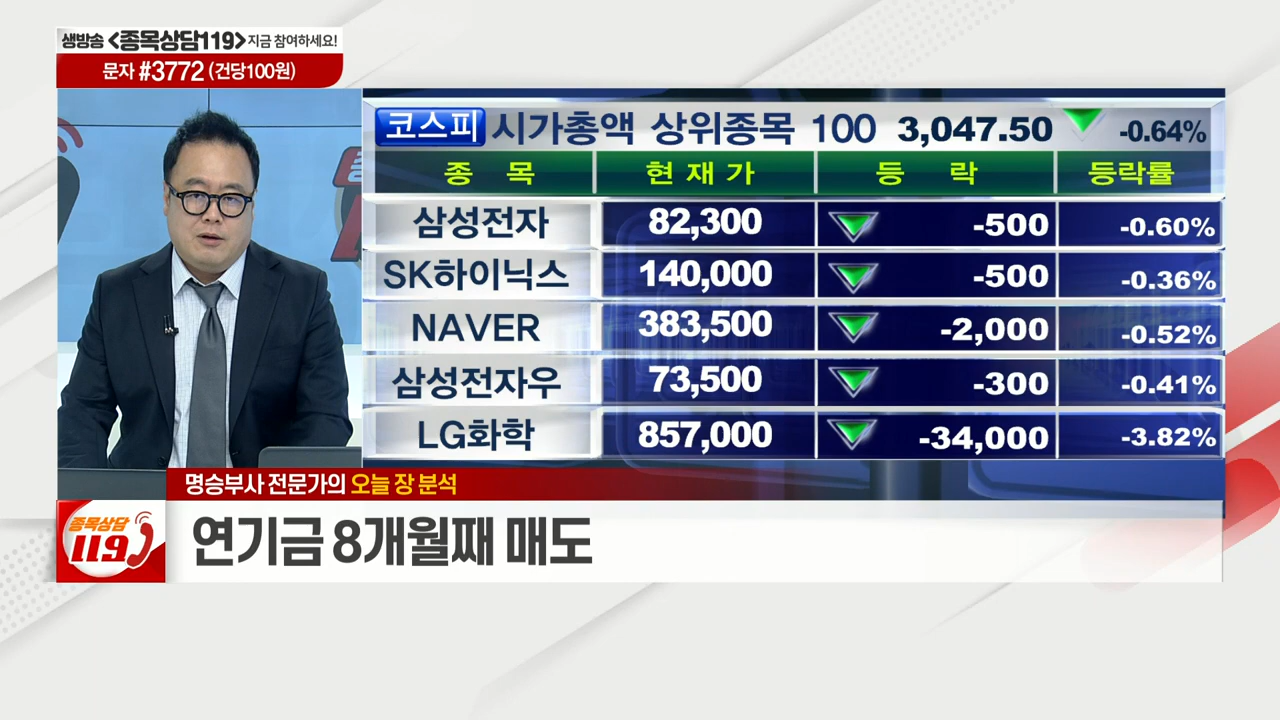 생방송 <종목상담119> 지금 참여하세요!
문자 #3772 (건당100원)
코스피 시가총액 상위종목 100 3,047.50 -0.64%
종 목 현 재 가 등 락 등락률
삼성전자 82,300 -500 -0.60%
SK하이닉스 140,000 -500 -0.36%
NAVER 383,500 -2,000 -0.52%
삼성전자우 73,500 -300 -0.41%
LG화학 857,000 -34,000 -3.82%
명승부사 전문가의 오늘 장 분석
종목상담
119
연기금 8개월째 매도